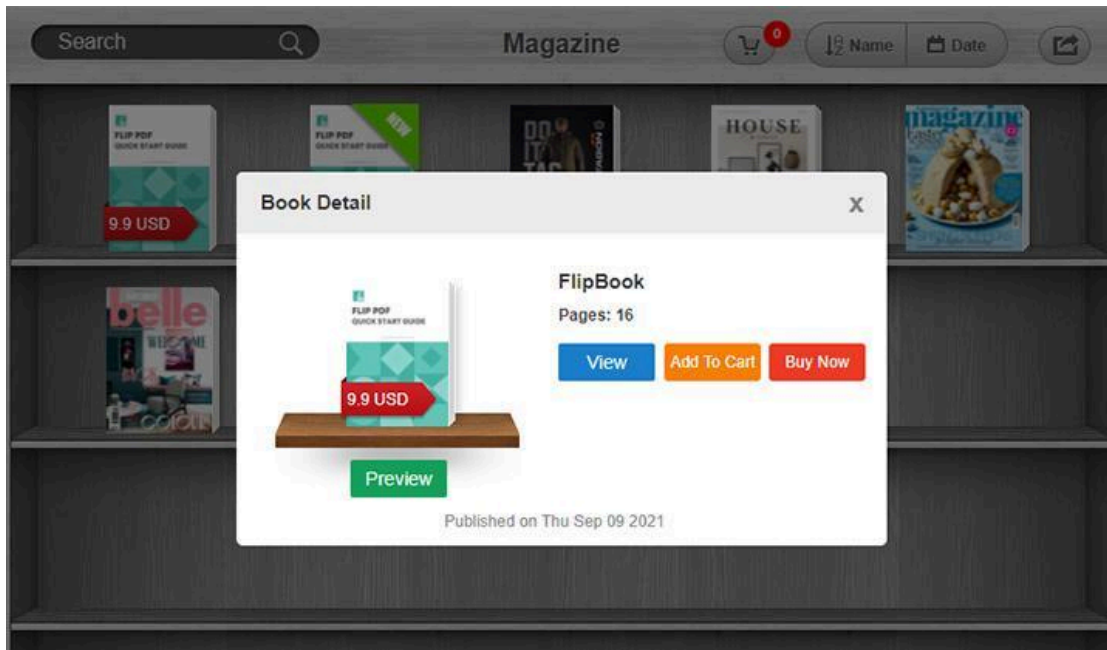 Search
Magazine
0
Name
Date
FLIP PDF
QUICK START GUIDE
9.9 USD
FLIP PDF
QUICK START GUIDE
NEW
HOUSE
magazine
Easter
belle
Book Detail
X
FLIP PDF
QUICK START GUIDE
9.9 USD
Preview
FlipBook
Pages: 16
View
Add To Cart
Buy Now
Published on Thu Sep 09 2021